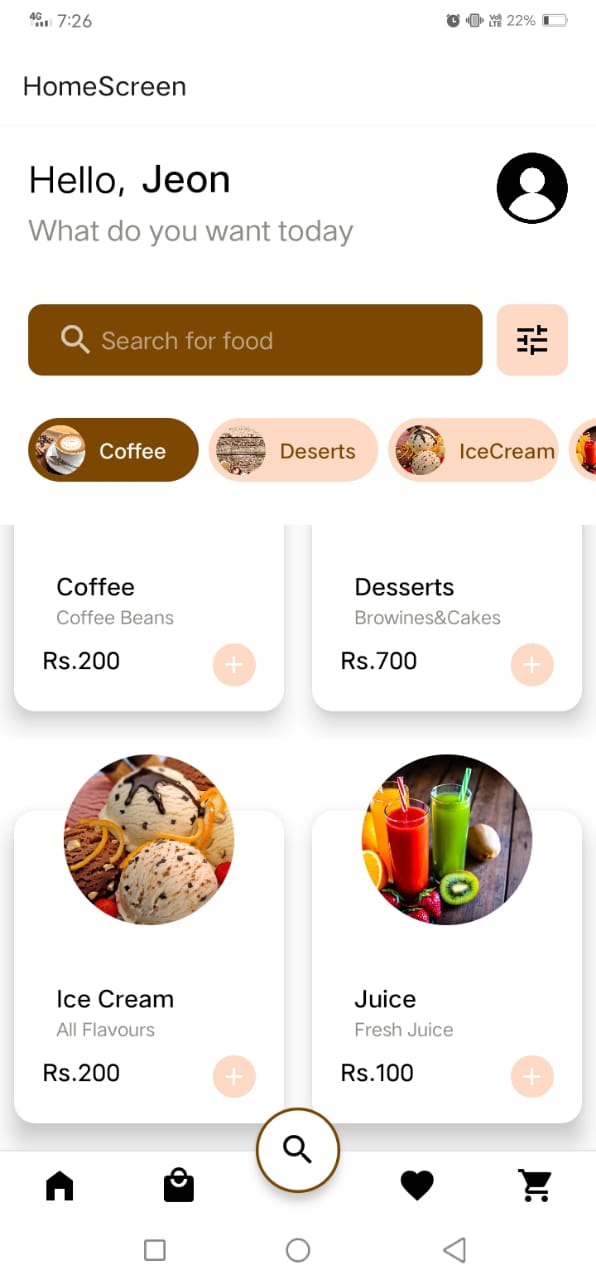 4G 7:26 Vo) LTE 22%
HomeScreen
Hello, Jeon
What do you want today
Search for food
Coffee Deserts IceCream
Coffee Desserts
Coffee Beans Browines&Cakes
Rs.200 Rs.700
Ice Cream Juice
All Flavours Fresh Juice
Rs.200 Rs.100